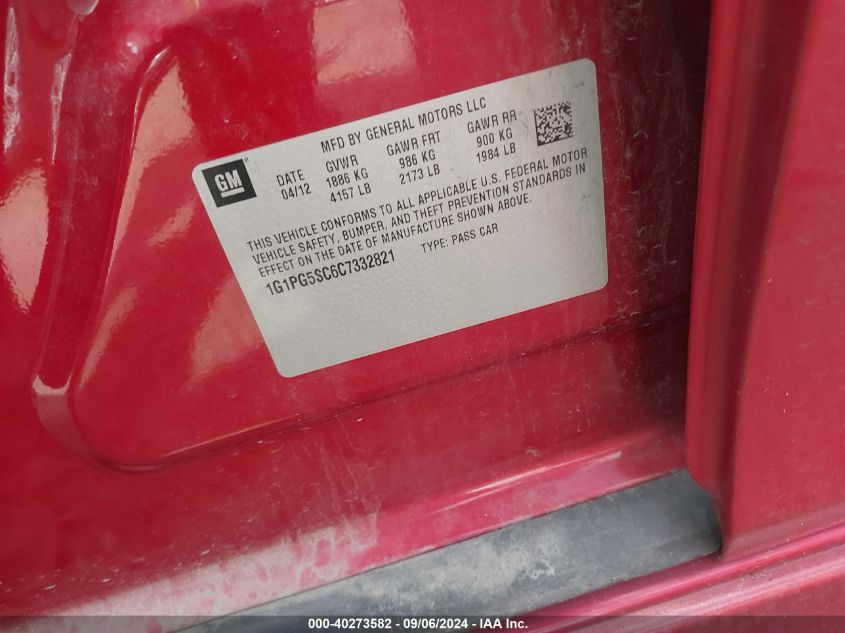 GM
MFD BY GENERAL MOTORS LLC
DATE GVWR GAWR FRT GAWR RR
04/12 1886 KG 986 KG 900 KG
4157 LB 2173 LB 1984 LB
THIS VEHICLE CONFORMS TO ALL APPLICABLE U.S. FEDERAL MOTOR
VEHICLE SAFETY, BUMPER, AND THEFT PREVENTION STANDARDS IN
EFFECT ON THE DATE OF MANUFACTURE SHOWN ABOVE.
1G1PG5SC6C7332821 TYPE: PASS CAR
000-40273582 - 09/06/2024 - IAA Inc.